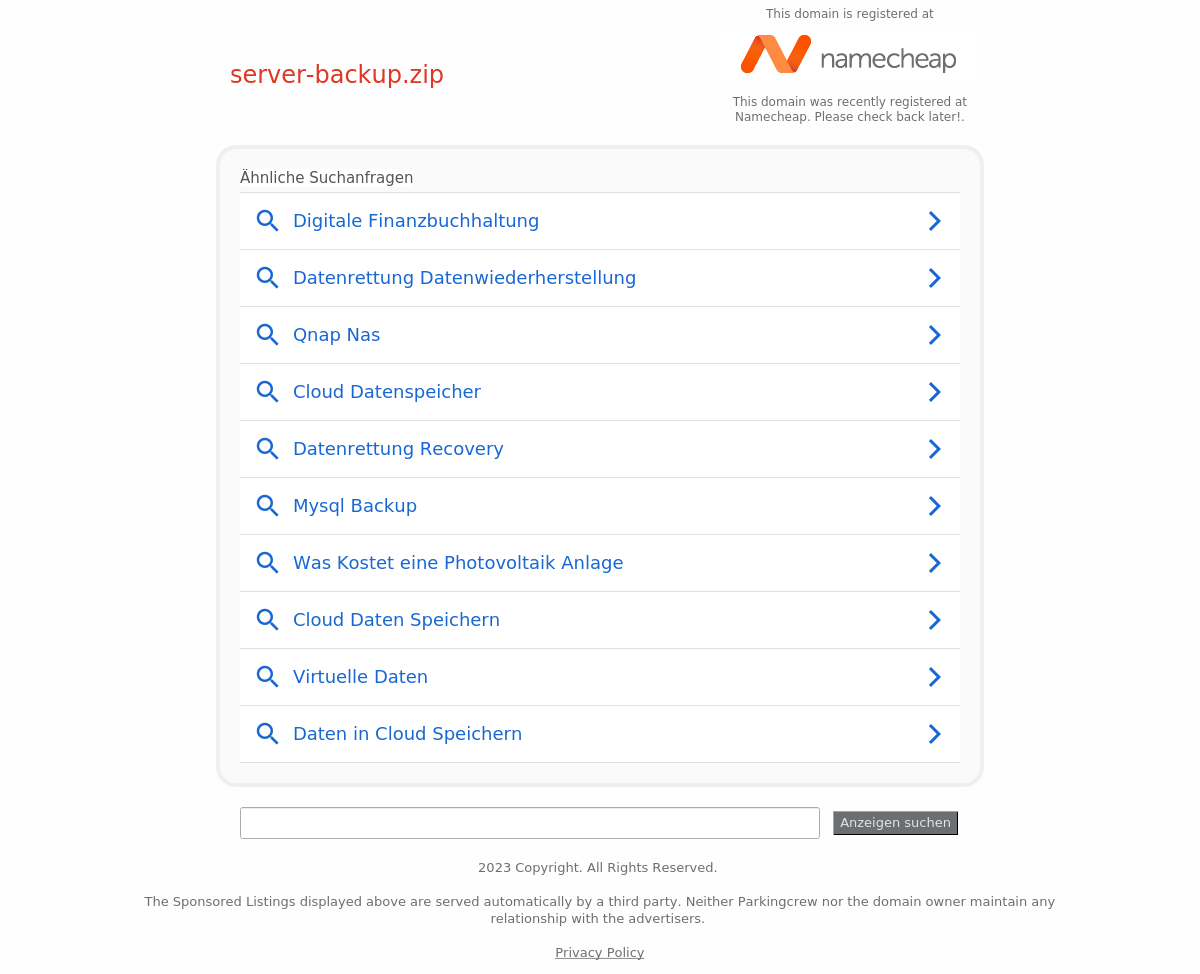 This domain is registered at
namecheap
server-backup.zip
This domain was recently registered at
Namecheap. Please check back later!.
Ähnliche Suchanfragen
Digitale Finanzbuchhaltung
Datenrettung Datenwiederherstellung
Qnap Nas
Cloud Datenspeicher
Datenrettung Recovery
Mysql Backup
Was Kostet eine Photovoltaik Anlage
Cloud Daten Speichern
Virtuelle Daten
Daten in Cloud Speichern
Anzeigen suchen
2023 Copyright. All Rights Reserved.
The Sponsored Listings displayed above are served automatically by a third party. Neither Parkingcrew nor the domain owner maintain any
relationship with the advertisers.
Privacy Policy